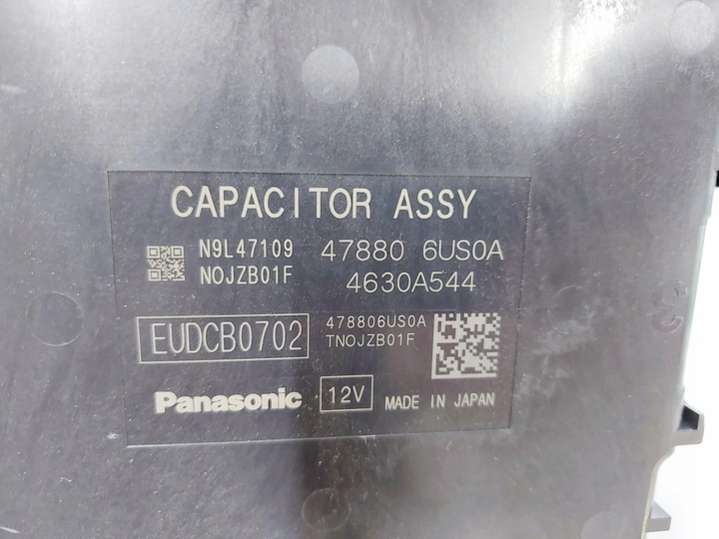 CAPACITOR ASSY
N9L47109 47880 6US0A
NOJZB01F 4630A544
EUDCB0702 478806US0A
TNOJZB01F
Panasonic 12V MADE IN JAPAN